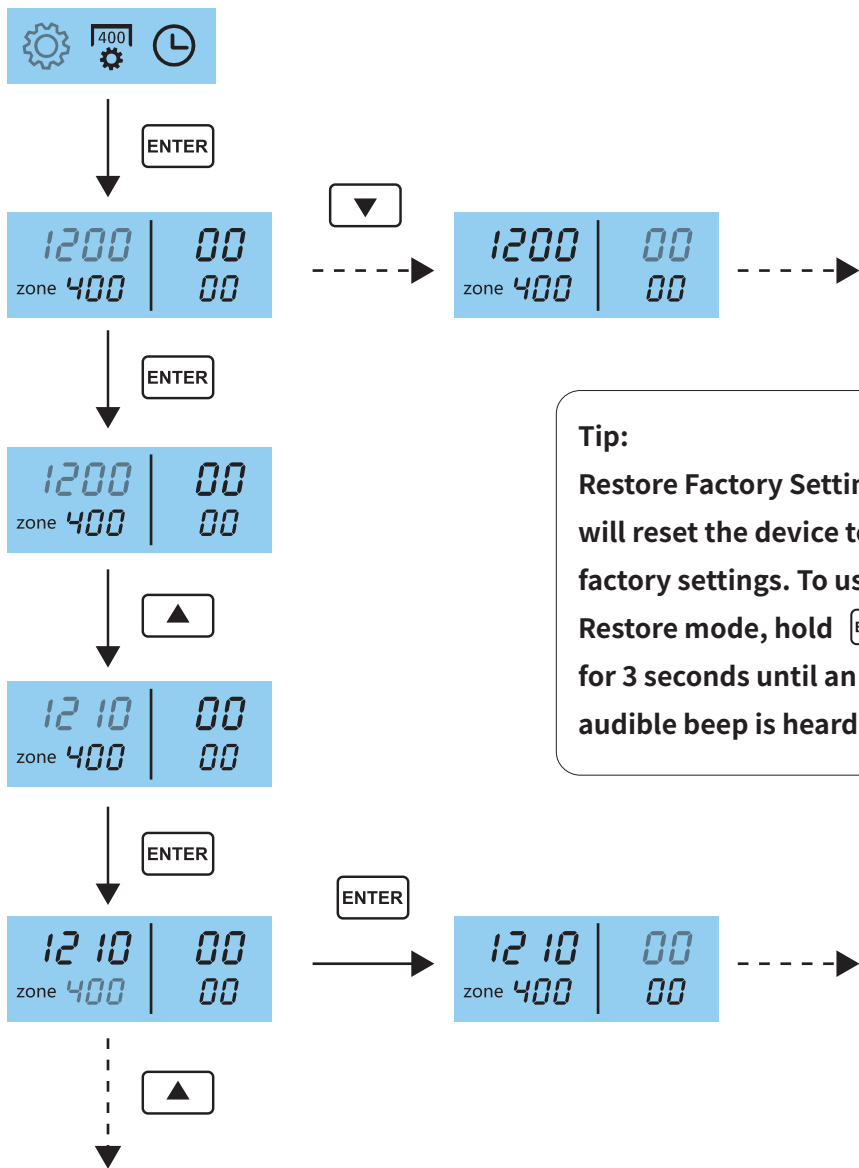 400
ENTER
1200 00
zone 400 00
1200 00
zone 400 00
ENTER
1200 00
zone 400 00
Tip:
Restore Factory
will reset the device
factory settings. To
Restore mode, hold
for 3 seconds until an
audible beep is heard
1210 00
zone 400 00
ENTER
ENTER
1210 00
zone 400 00
1210 00
zone 400 00